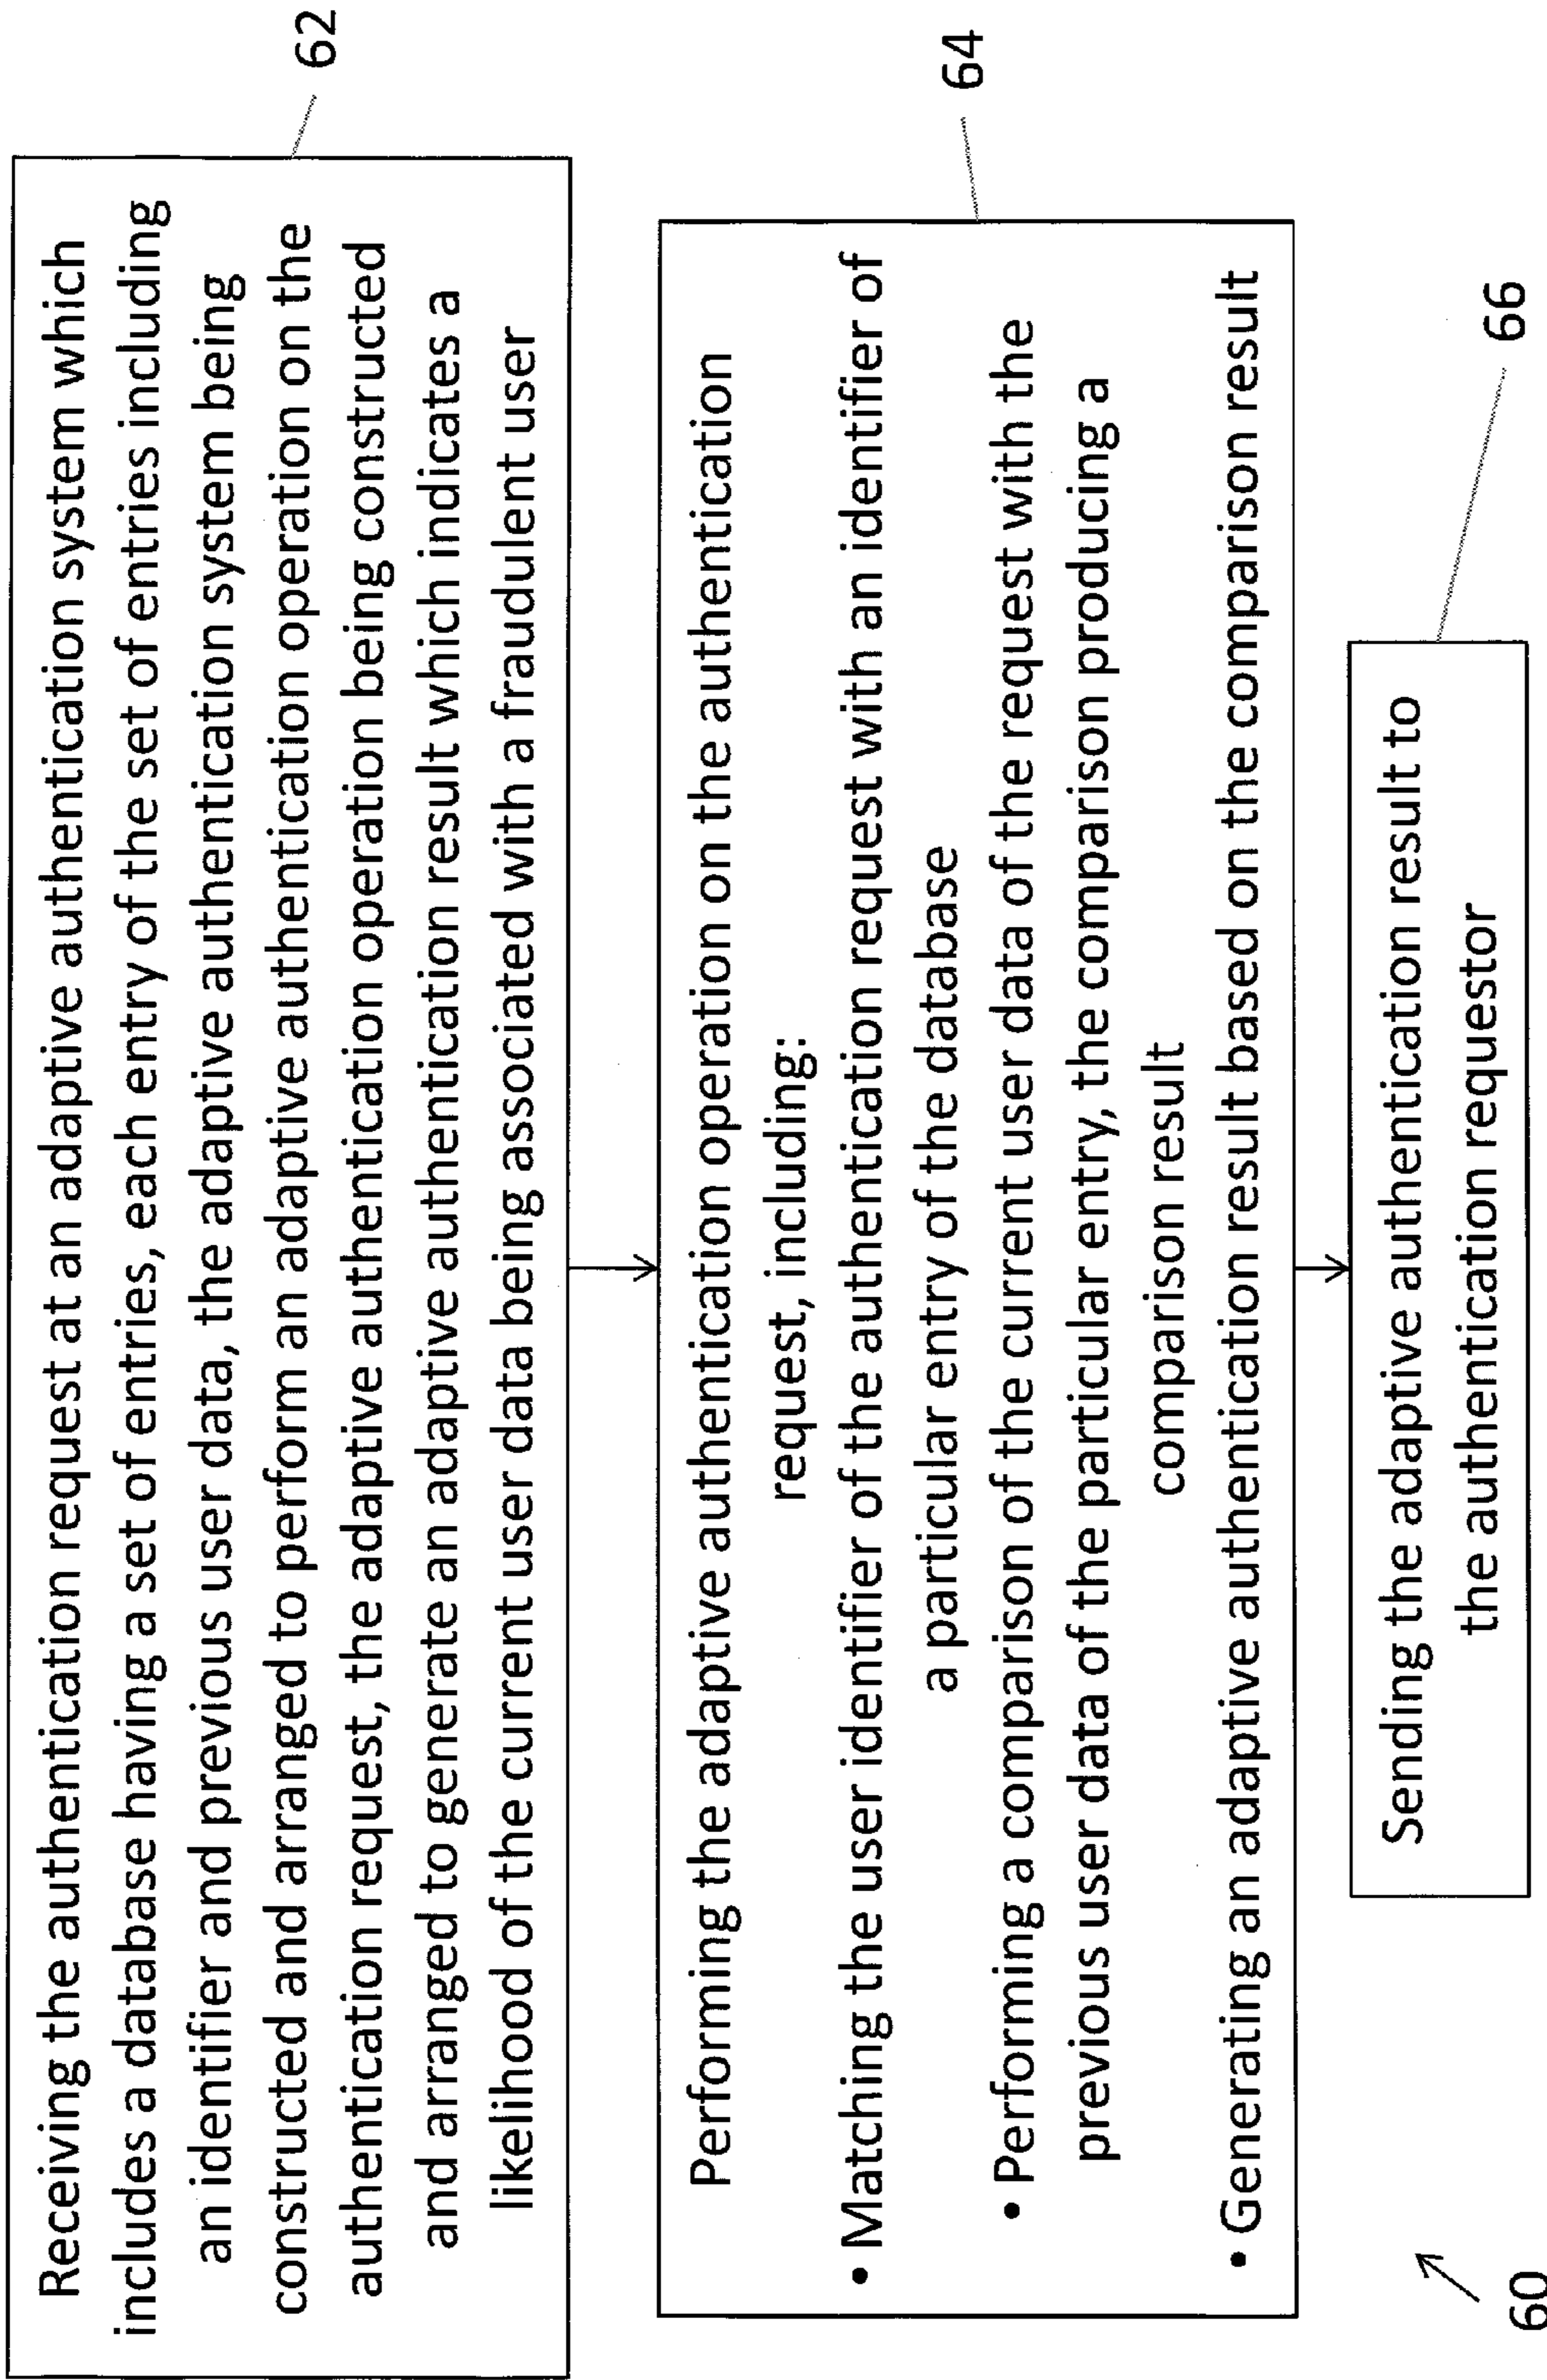 Receiving the authentication request at an adaptive authentication system which
includes a database having a set of entries, each entry of the set of entries including
an identifier and previous user data, the adaptive authentication system being
constructed and arranged to perform an adaptive authentication operation on the
authentication request, the adaptive authentication operation being constructed
and arranged to generate an adaptive authentication result which indicates a
likelihood of the current user data being associated with a fraudulent user
62
Performing the adaptive authentication operation on the authentication
request, including:
• Matching the user identifier of the authentication request with an identifier of
a particular entry of the database
• Performing a comparison of the current user data of the request with the
previous user data of the particular entry, the comparison producing a
comparison result
• Generating an adaptive authentication result based on the comparison result
64
Sending the adaptive authentication result to
the authentication requestor
66
60